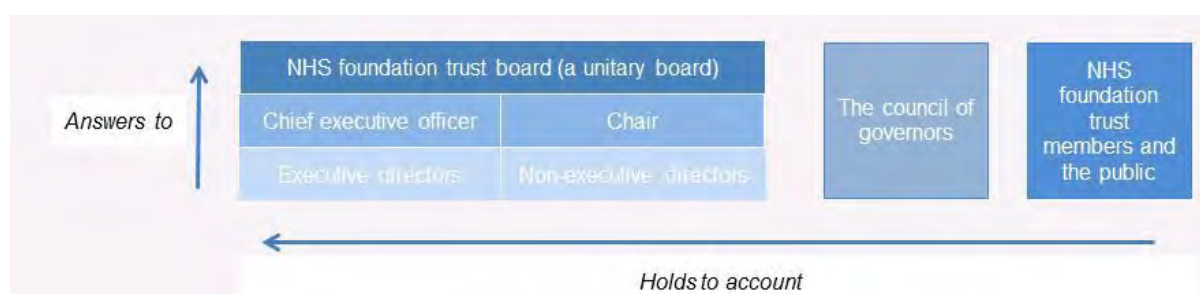 NHS foundation trust board (a unitary board)
Answers to
Chief executive officer
Chair
Executive directors
Non-executive directors
The council of
governors
NHS
foundation
trust
members and
the public
Holds to account